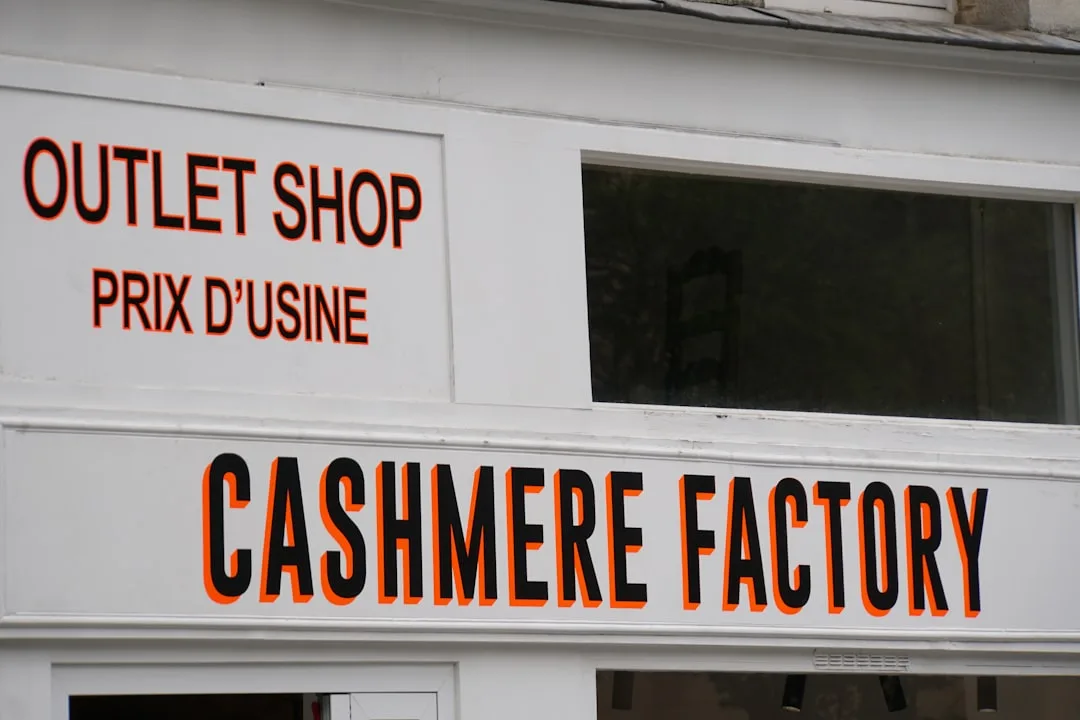 OUTLET SHOP
PRIX D'USINE
CASHMERE FACTORY